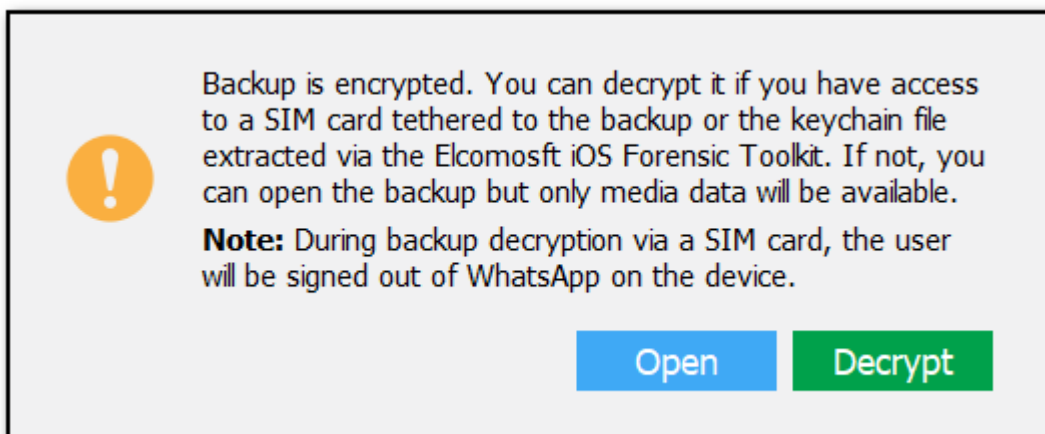 Backup is encrypted. You can decrypt it if you have access
to a SIM card tethered to the backup or the keychain file
extracted via the Elcomosft iOS Forensic Toolkit. If not, you
can open the backup but only media data will be available.
Note: During backup decryption via a SIM card, the user
will be signed out of WhatsApp on the device.
Open Decrypt